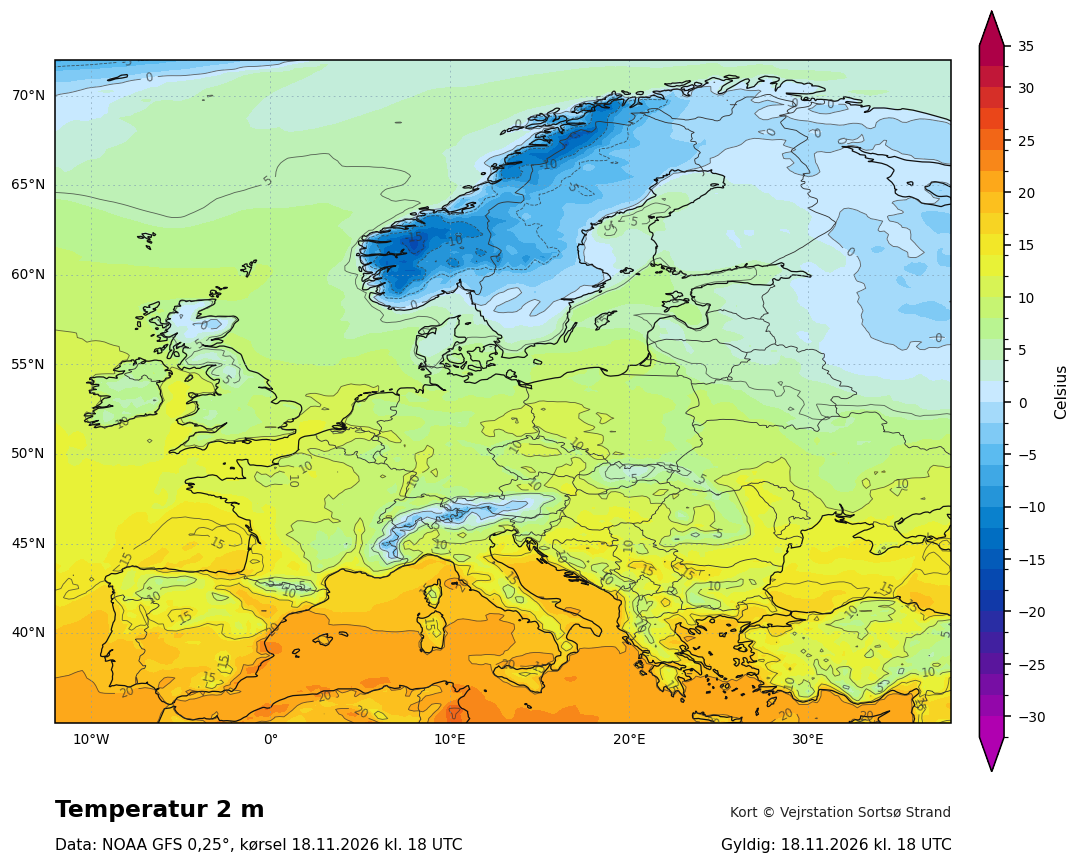 35
30
25
20
15
10
5
0
−5
−10
−15
−20
−25
−30
Celsius
70°N
65°N
60°N
55°N
50°N
45°N
40°N
10°W
0°
10°E
20°E
30°E
Temperatur 2 m
Kort © Vejrstation Sortsø Strand
Data: NOAA GFS 0,25°, kørsel 18.11.2026 kl. 18 UTC
Gyldig: 18.11.2026 kl. 18 UTC